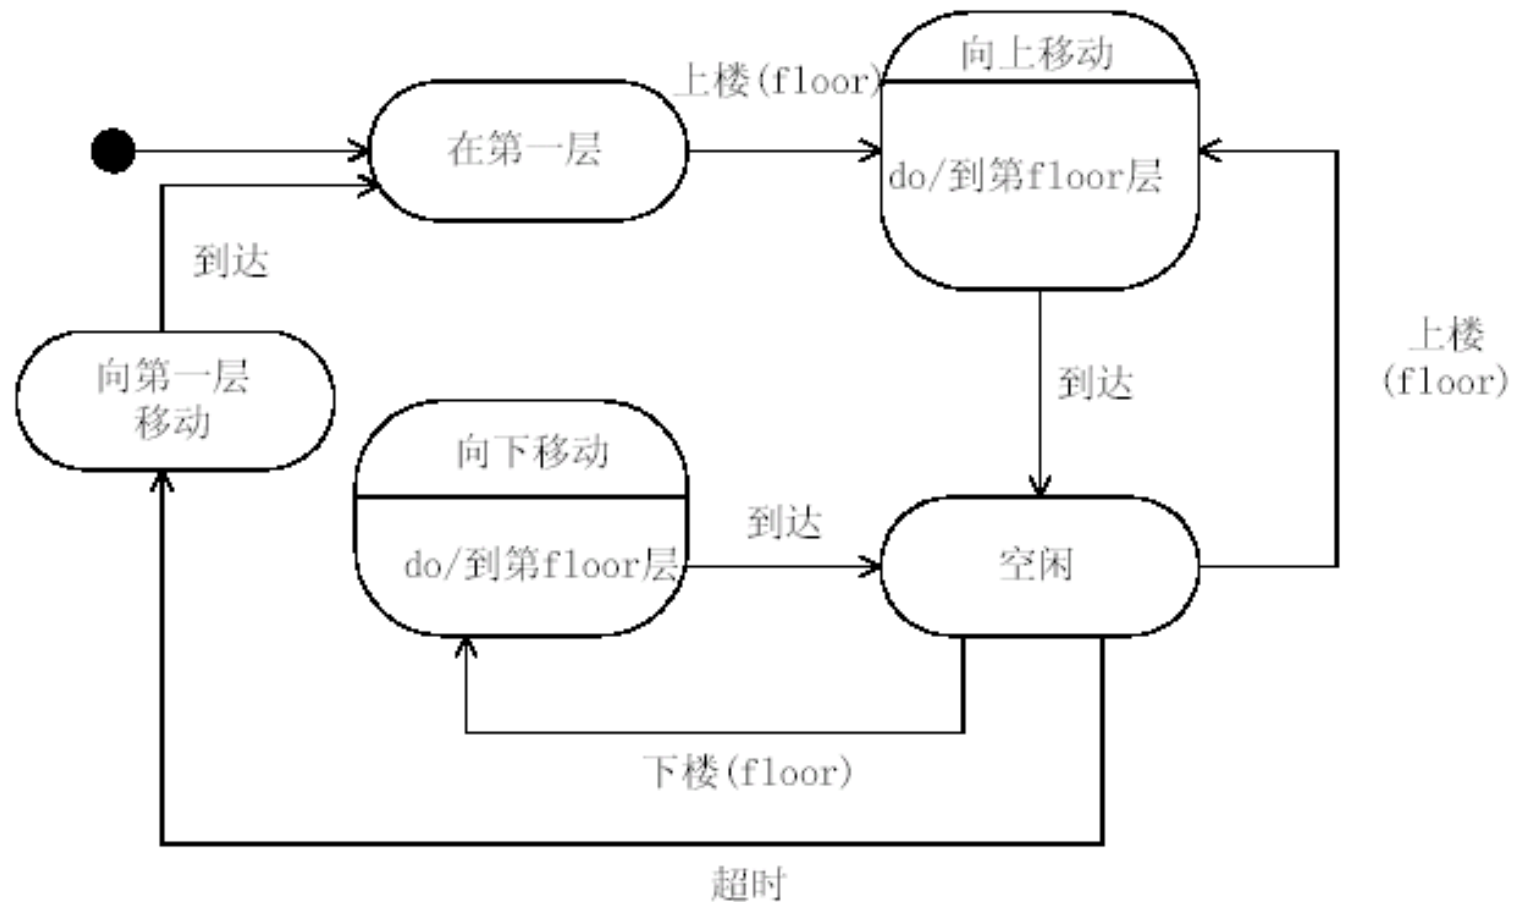 向上移动
上楼(floor)
在第一层
do/到第floor层
到达
上楼
(floor)
向第一层
移动
到达
向下移动
到达
do/到第floor层
空闲
下楼(floor)
超时